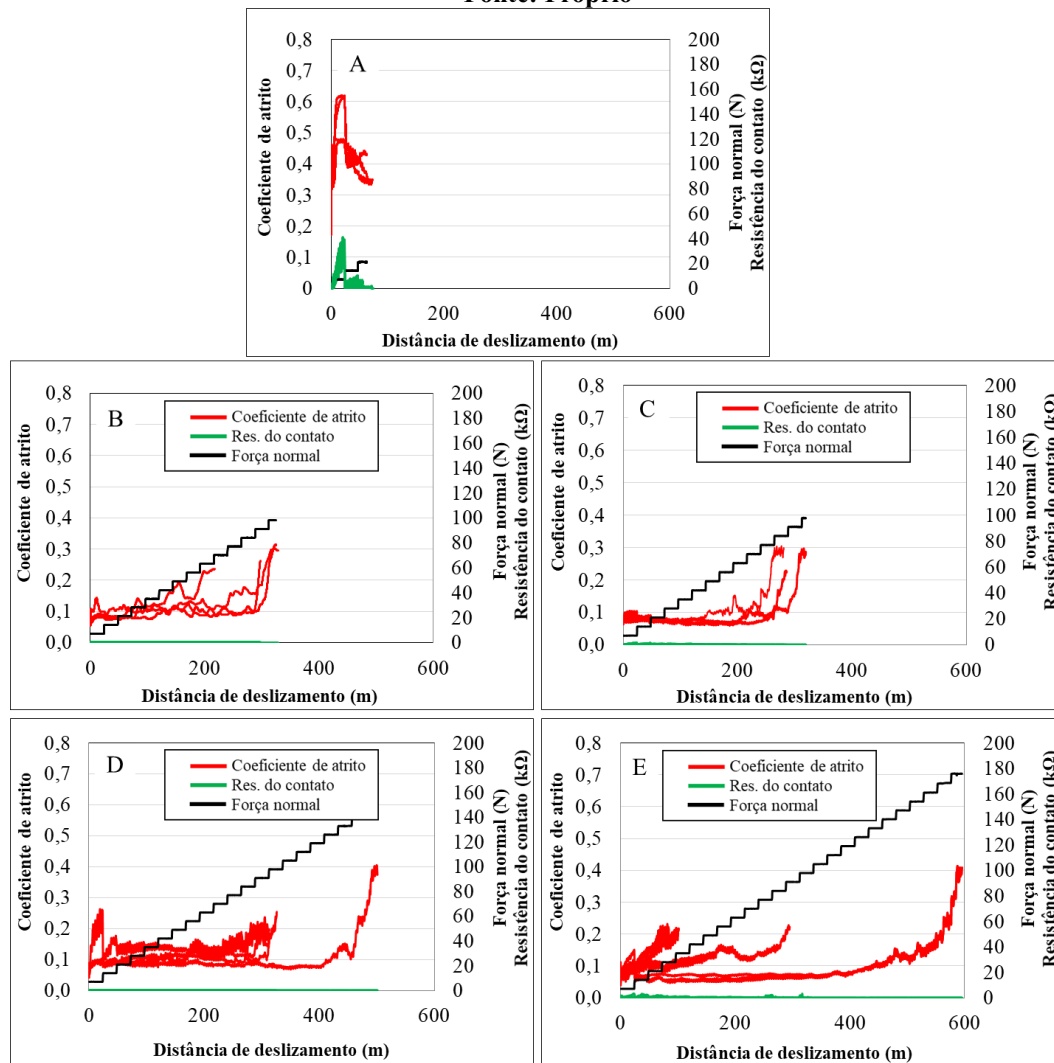 Fonte: Próprio
A
0,8
0,7
0,6
0,5
0,4
0,3
0,2
0,1
0
Coeficiente de atrito
200
180
160
140
120
100
80
60
40
20
0
Força normal (N)
Resistência do contato (kΩ)
0 200 400 600
Distância de deslizamento (m)
B
0,8
0,7
0,6
0,5
0,4
0,3
0,2
0,1
0,0
Coeficiente de atrito
Coeficiente de atrito
Res. do contato
Força normal
200
180
160
140
120
100
80
60
40
20
0
Força normal (N)
Resistência do contato (kΩ)
0 200 400 600
Distância de deslizamento (m)
C
0,8
0,7
0,6
0,5
0,4
0,3
0,2
0,1
0,0
Coeficiente de atrito
Coeficiente de atrito
Res. do contato
Força normal
200
180
160
140
120
100
80
60
40
20
0
Força normal (N)
Resistência do contato (kΩ)
0 200 400 600
Distância de deslizamento (m)
D
0,8
0,7
0,6
0,5
0,4
0,3
0,2
0,1
0,0
Coeficiente de atrito
Coeficiente de atrito
Res. do contato
Força normal
200
180
160
140
120
100
80
60
40
20
0
Força normal (N)
Resistência do contato (kΩ)
0 200 400 600
Distância de deslizamento (m)
E
0,8
0,7
0,6
0,5
0,4
0,3
0,2
0,1
0,0
Coeficiente de atrito
Coeficiente de atrito
Res. do contato
Força normal
200
180
160
140
120
100
80
60
40
20
0
Força normal (N)
Resistência do contato (kΩ)
0 200 400 600
Distância de deslizamento (m)